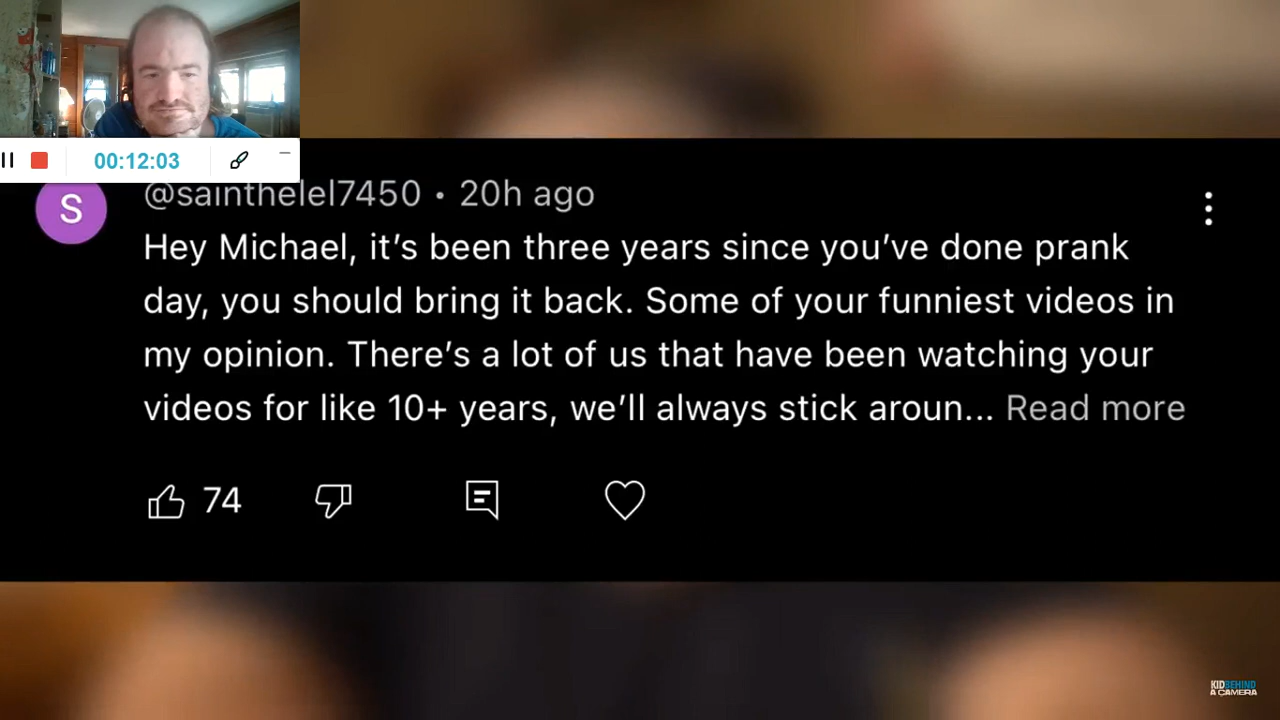 00:12:03
S
@sainthelel7450 • 20h ago
Hey Michael, it’s been three years since you’ve done prank
day, you should bring it back. Some of your funniest videos in
my opinion. There’s a lot of us that have been watching your
videos for like 10+ years, we’ll always stick aroun... Read more
74
KIDBEHIND
A CAMERA